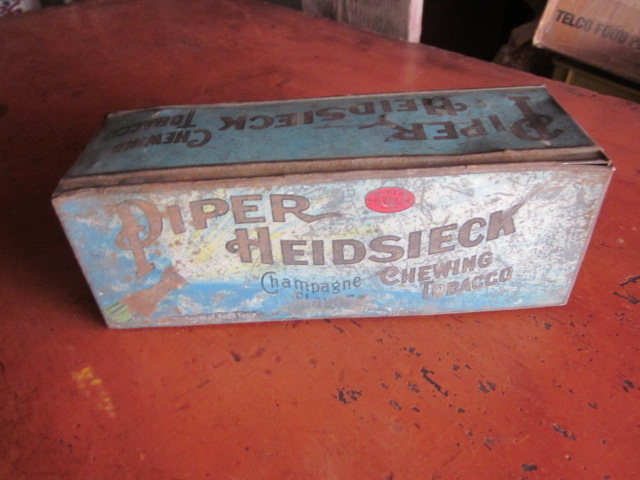 TELCO FOOD
PIPER
HEIDSIECK
CHEWING
TOBACCO
PIPER
HEIDSIECK
Champagne
CHEWING
TOBACCO